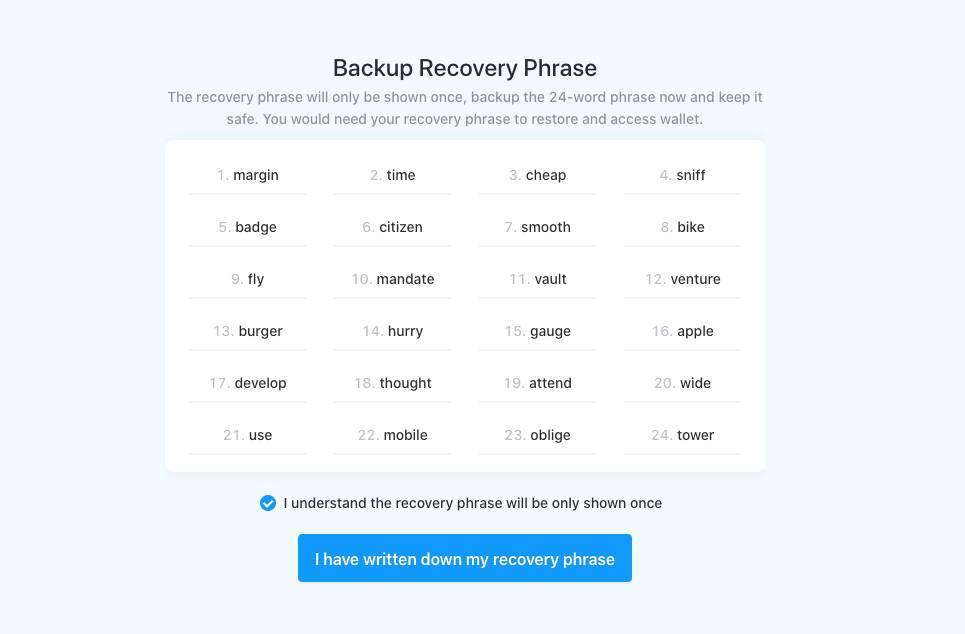 Backup Recovery Phrase
The recovery phrase will only be shown once, backup the 24-word phrase now and keep it
safe. You would need your recovery phrase to restore and access wallet.
1. margin 2. time 3. cheap 4. sniff
5. badge 6. citizen 7. smooth 8. bike
9. fly 10. mandate 11. vault 12. venture
13. burger 14. hurry 15. gauge 16. apple
17. develop 18. thought 19. attend 20. wide
21. use 22. mobile 23. oblige 24. tower
I understand the recovery phrase will be only shown once
I have written down my recovery phrase